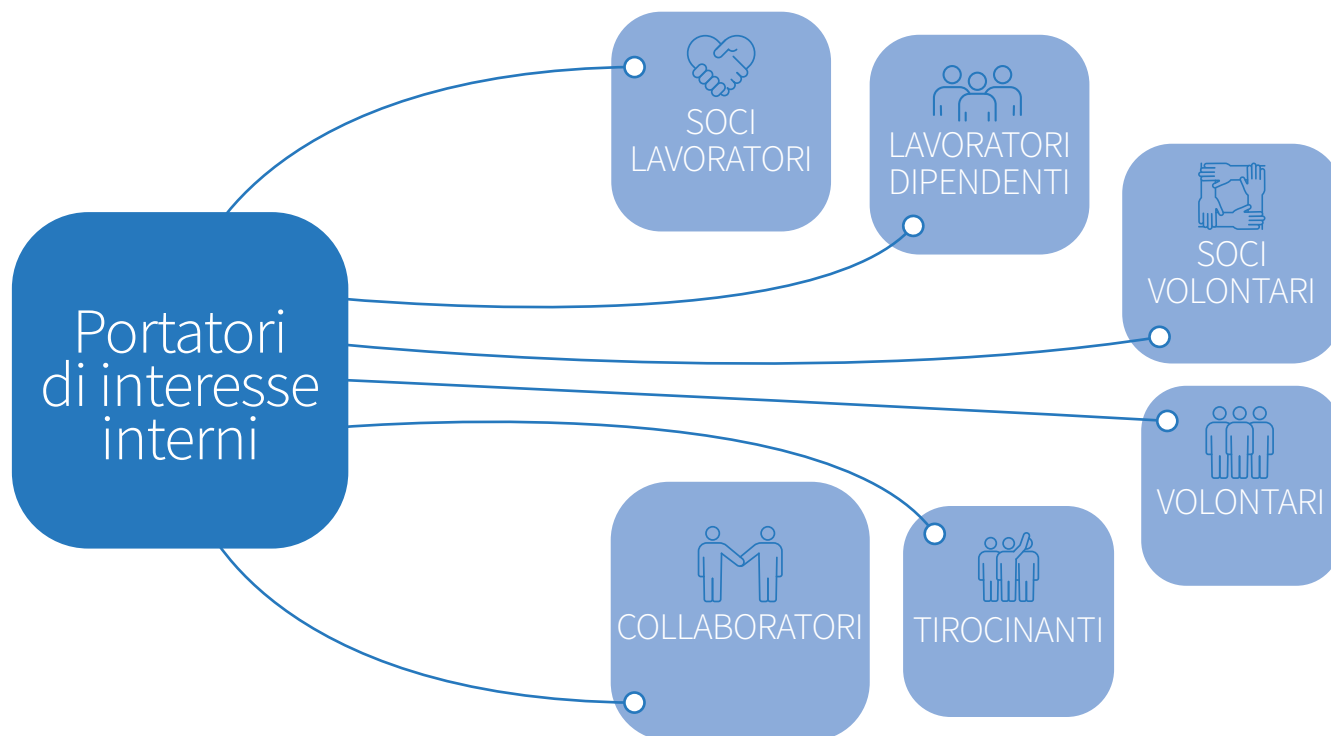 Portatori
di interesse
interni
SOCI
LAVORATORI
LAVORATORI
DIPENDENTI
SOCI
VOLONTARI
VOLONTARI
TIROCINANTI
COLLABORATORI